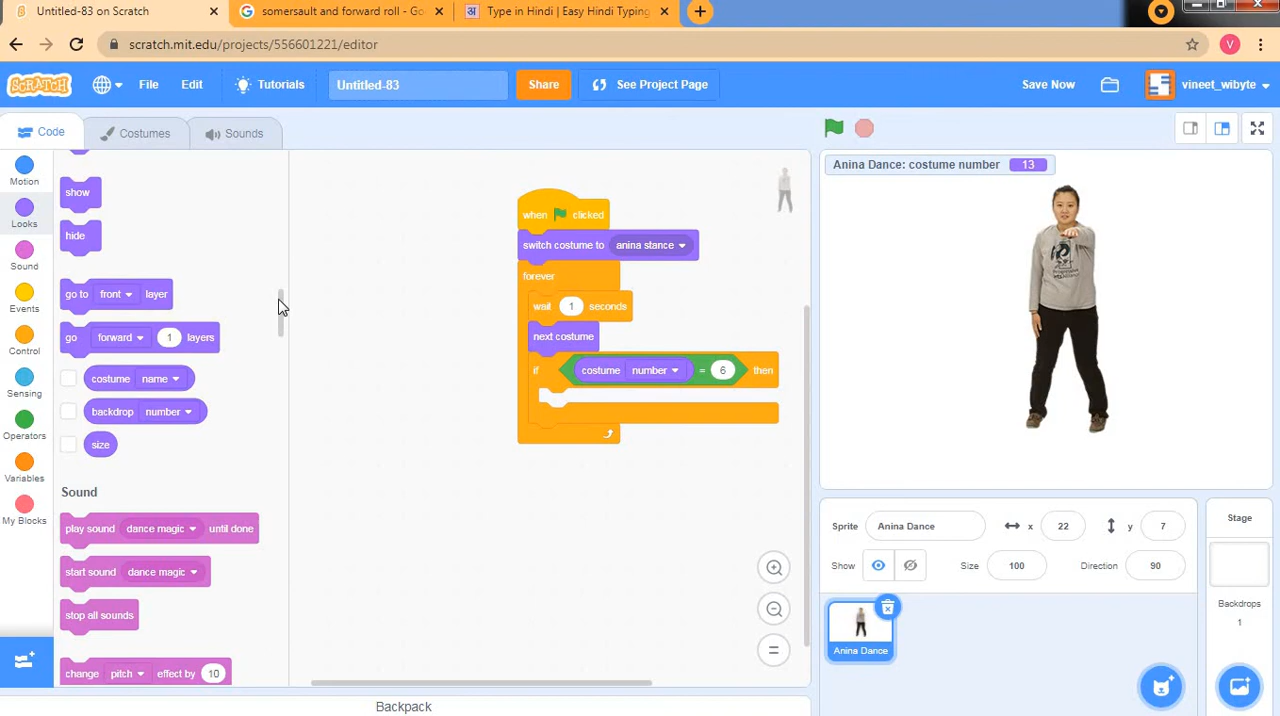 Untitled-83 on Scratch
somersault and forward roll - Go
Type in Hindi | Easy Hindi Typing
scratch.mit.edu/projects/556601221/editor
V
SCRATCH
File
Edit
Tutorials
Untitled-83
Share
See Project Page
Save Now
vineet_wibyte
Code
Costumes
Sounds
Motion
Looks
Sound
Events
Control
Sensing
Operators
Variables
My Blocks
show
hide
go to front layer
go forward 1 layers
costume name
backdrop number
size
Sound
play sound dance magic until done
start sound dance magic
stop all sounds
change pitch effect by 10
when clicked
switch costume to anina stance
forever
wait 1 seconds
next costume
if costume number = 6 then
Anina Dance: costume number 13
Sprite Anina Dance x 22 y 7
Show Size 100 Direction 90
Anina Dance
Stage
Backdrops
1
Backpack